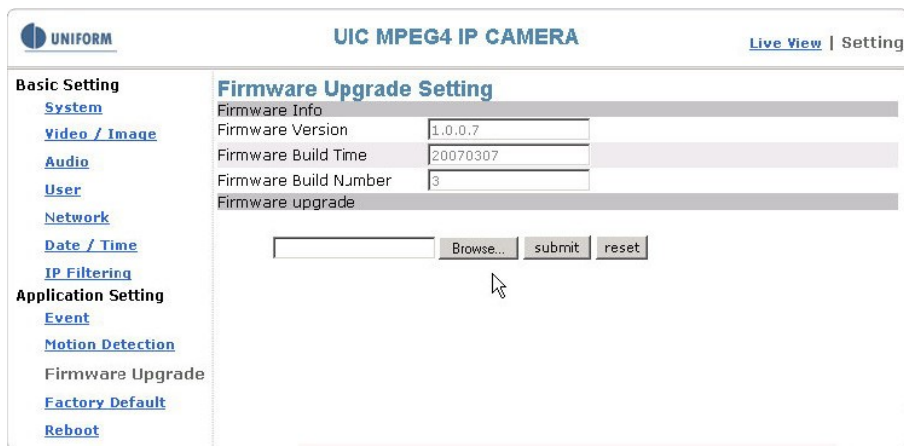 UNIFORM
UIC MPEG4 IP CAMERA
Live View | Setting
Basic Setting
System
Video / Image
Audio
User
Network
Date / Time
IP Filtering
Application Setting
Event
Motion Detection
Firmware Upgrade
Factory Default
Reboot
Firmware Upgrade Setting
Firmware Info
Firmware Version 1.0.0.7
Firmware Build Time 20070307
Firmware Build Number 3
Firmware upgrade
Browse... submit reset